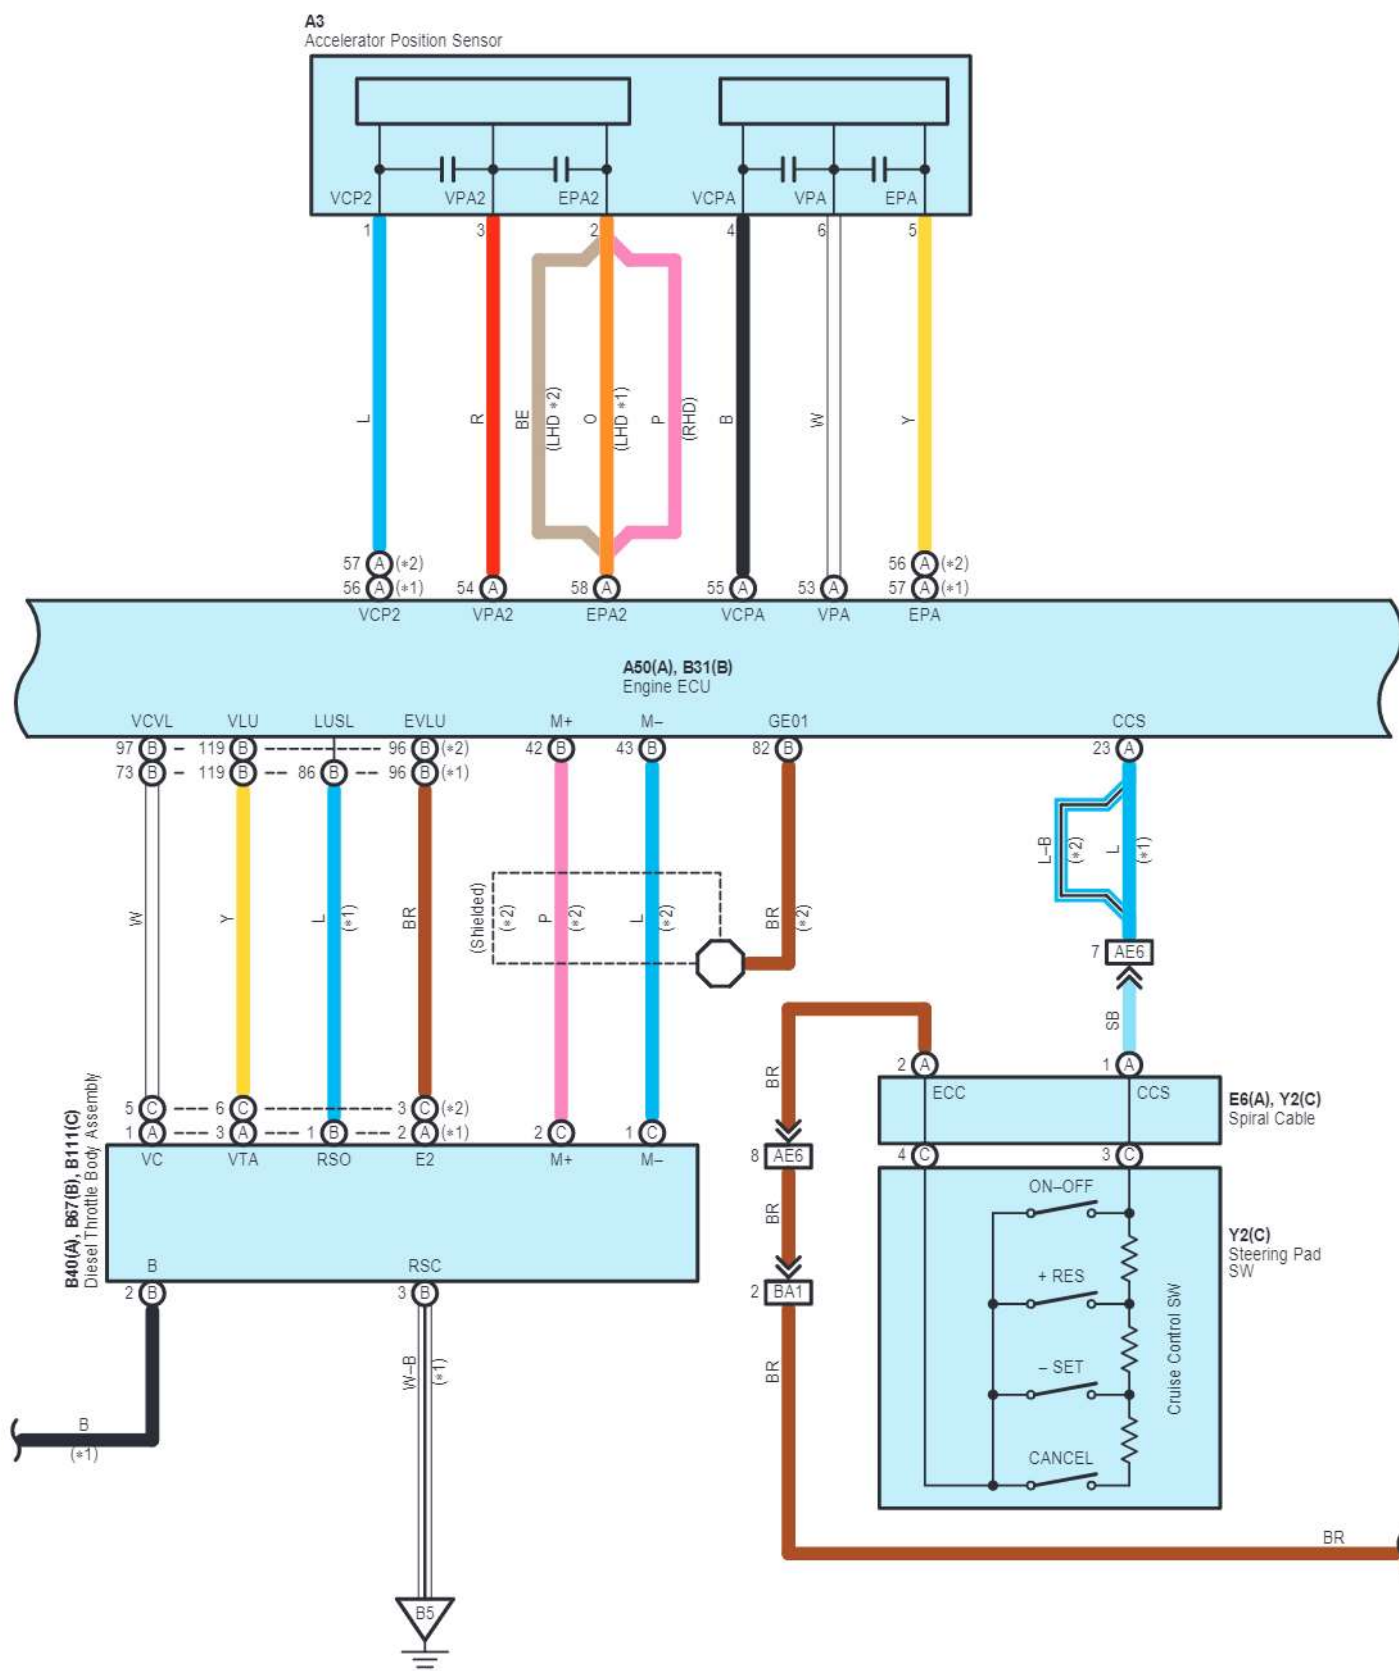 A3
Accelerator Position Sensor
VCP2 VPA2 EPA2 VCPA VPA EPA
1 3 2 4 6 5
L R BE (LHD *2) O (LHD *1) P (RHD) B W Y
57 A (*2) 56 A (*2)
56 A (*1) 54 A 58 A 55 A 53 A 57 A (*1)
VCP2 VPA2 EPA2 VCPA VPA EPA
A50(A), B31(B)
Engine ECU
VCVL VLU LUSL EVLU M+ M– GE01 CCS
97 B 119 B 96 B (*2) 42 B 43 B 82 B 23 A
73 B 119 B 86 B 96 B (*1)
W Y L (*1) BR (Shielded) (*2) P (*2) L (*2) BR (*2) L–B (*2) L (*1)
7 AE6
SB
2 A 1 A
ECC CCS
E6(A), Y2(C)
Spiral Cable
BR
5 C 6 C 3 C (*2)
1 A 3 A 1 B 2 A (*1) 2 C 1 C
VC VTA RSO E2 M+ M–
B40(A), B67(B), B111(C)
Diesel Throttle Body Assembly
8 AE6
4 C 3 C
BR
ON–OFF
Y2(C)
Steering Pad
SW
B RSC
2 B 3 B
2 BA1
+ RES
– SET
CANCEL
Cruise Control SW
BR
W–B (*1)
B
(*1)
BR
B5